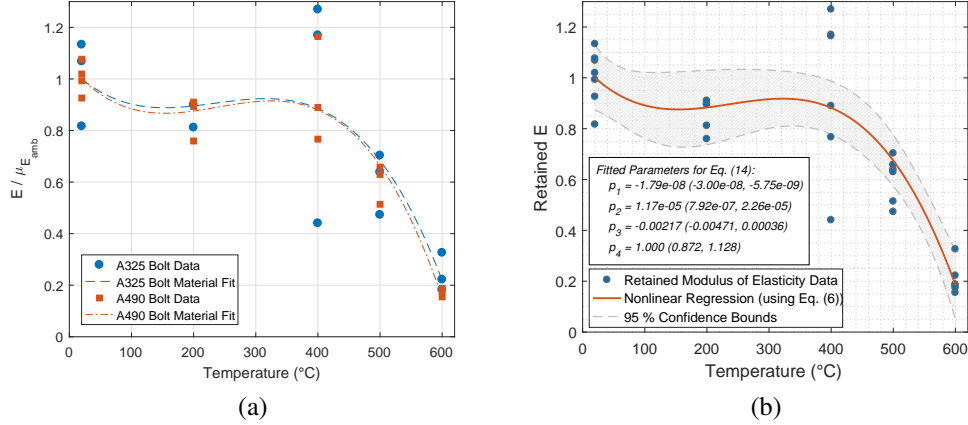 E / μ_E_amb
1.2
1
0.8
0.6
0.4
0.2
0
A325 Bolt Data
A325 Bolt Material Fit
A490 Bolt Data
A490 Bolt Material Fit
0 100 200 300 400 500 600
Temperature (°C)
(a)
Retained E
1.2
1
0.8
0.6
0.4
0.2
0
Fitted Parameters for Eq. (14):
p1 = -1.79e-08 (-3.00e-08, -5.75e-09)
p2 = 1.17e-05 (7.92e-07, 2.26e-05)
p3 = -0.00217 (-0.00471, 0.00036)
p4 = 1.000 (0.872, 1.128)
Retained Modulus of Elasticity Data
Nonlinear Regression (using Eq. (6))
95 % Confidence Bounds
0 100 200 300 400 500 600
Temperature (°C)
(b)